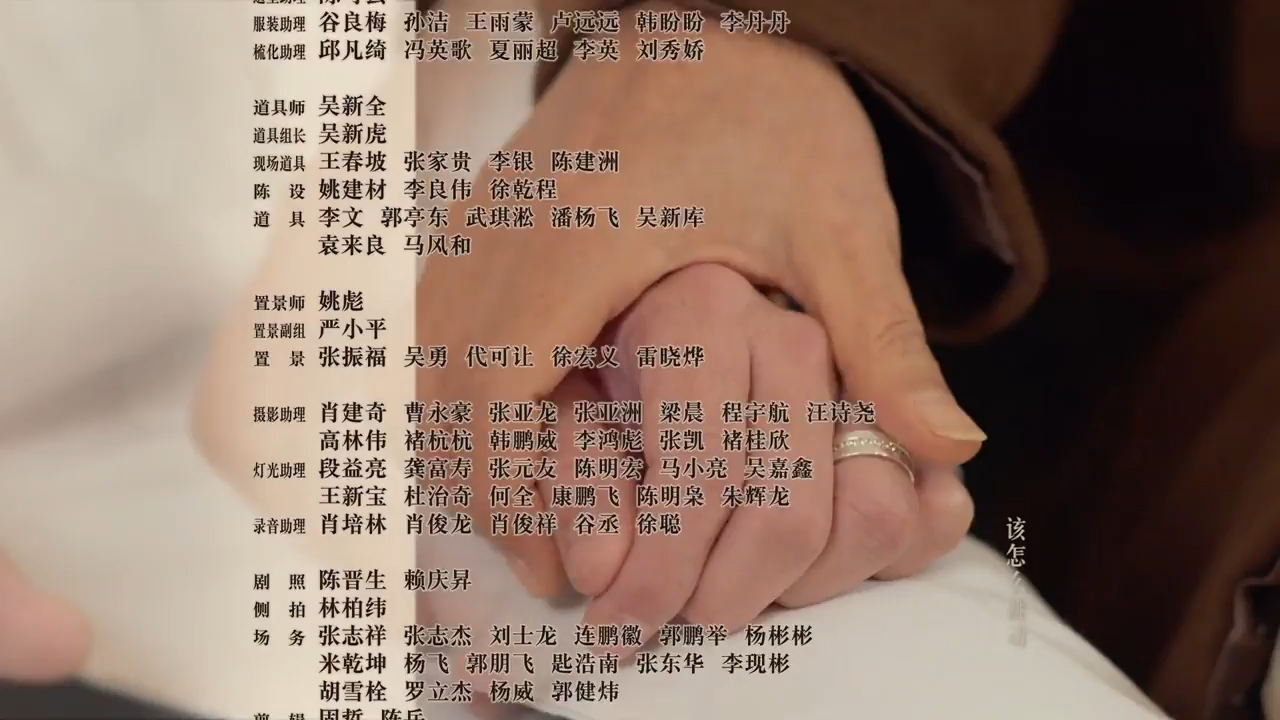 服装助理 谷良梅 孙洁 王雨蒙 卢远远 韩盼盼 李丹丹
梳化助理 邱凡绮 冯英歌 夏丽超 李英 刘秀娇
道具师 吴新全
道具组长 吴新虎
现场道具 王春坡 张家贵 李银 陈建洲
陈设 姚建材 李良伟 徐乾程
道具 李文 郭亭东 武琪淞 潘杨飞 吴新库
袁来良 马风和
置景师 姚彪
置景副组 严小平
置景 张振福 吴勇 代可让 徐宏义 雷晓烨
摄影助理 肖建奇 曹永豪 张亚龙 张亚洲 梁晨 程宇航 汪诗尧
高林伟 褚杭杭 韩鹏威 李鸿彪 张凯 褚桂欣
灯光助理 段益亮 龚富寿 张元友 陈明宏 马小亮 吴嘉鑫
王新宝 杜治奇 何全 康鹏飞 陈明枭 朱辉龙
录音助理 肖培林 肖俊龙 肖俊祥 谷丞 徐聪
剧照 陈晋生 赖庆昇
侧拍 林柏纬
场务 张志祥 张志杰 刘士龙 连鹏徽 郭鹏举 杨彬彬
米乾坤 杨飞 郭朋飞 匙浩南 张东华 李现彬
胡雪栓 罗立杰 杨威 郭健炜
该怎